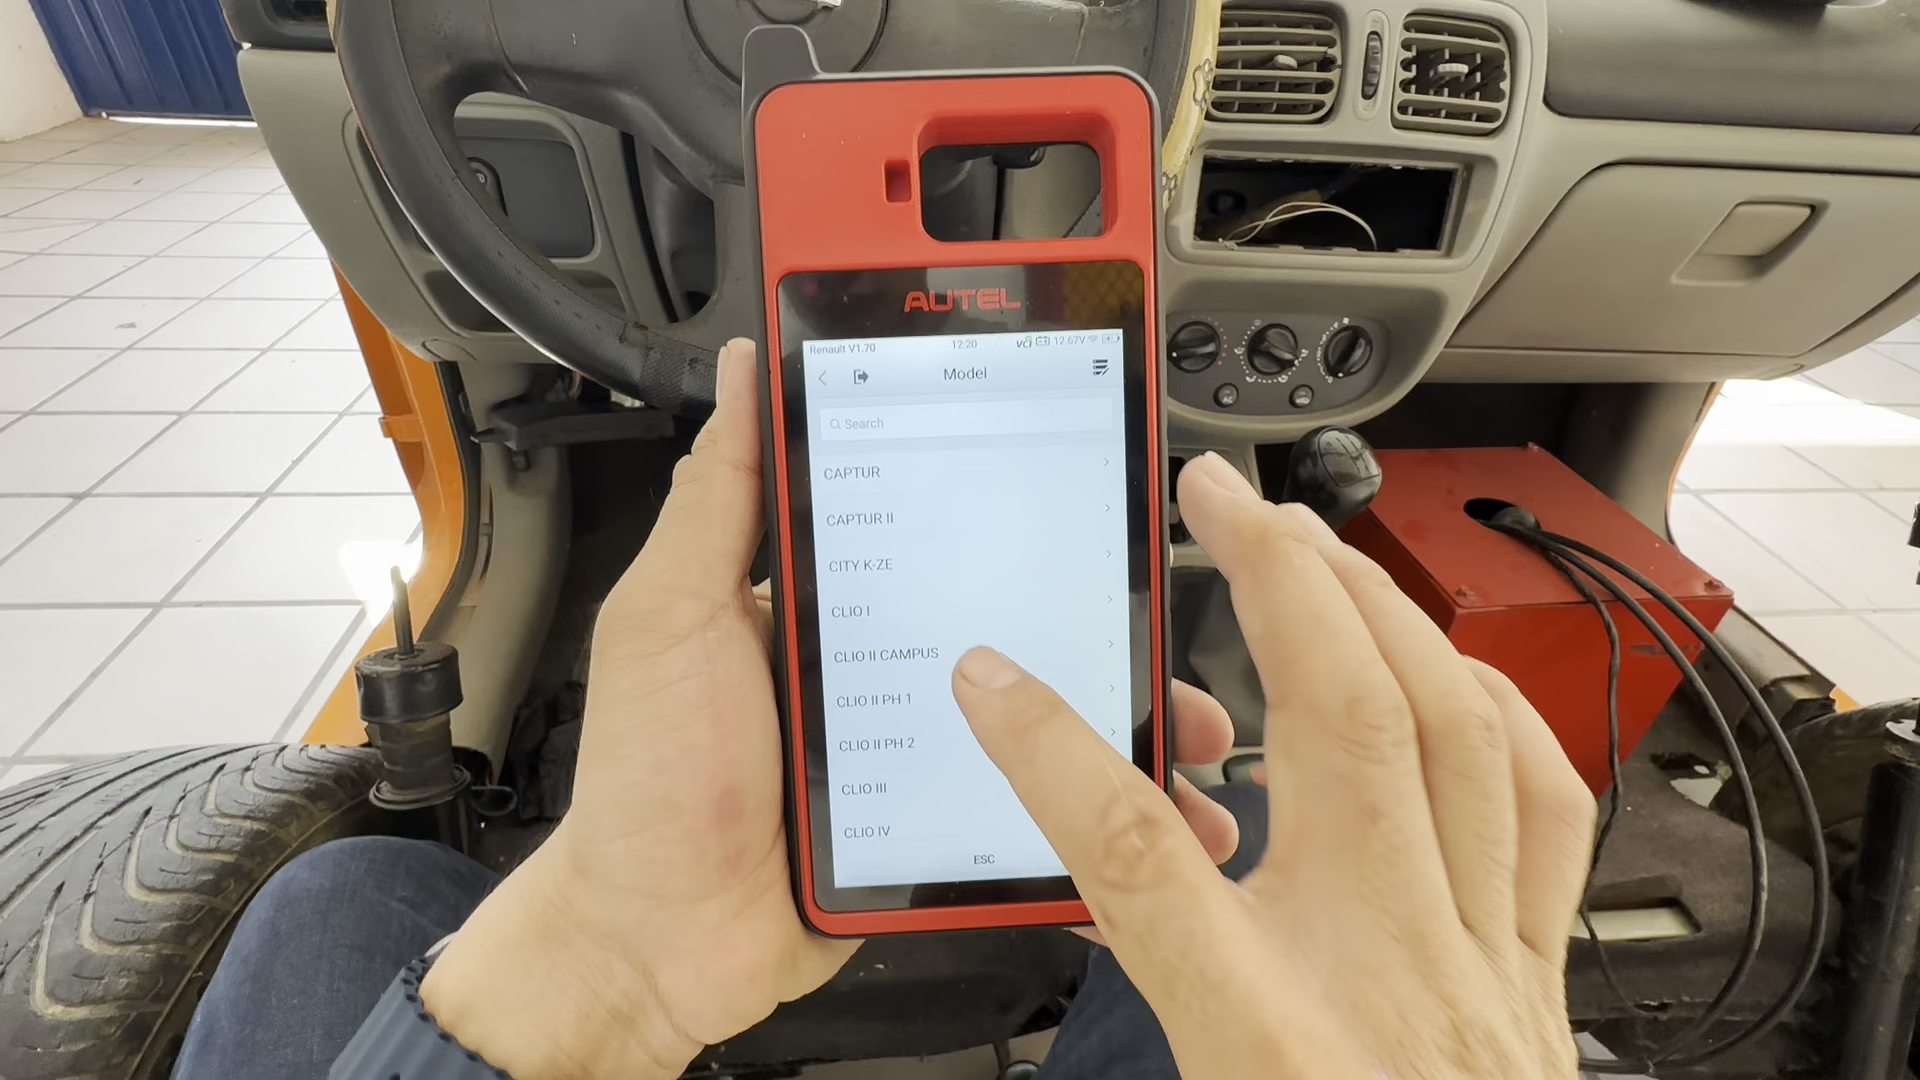 AUTEL
Renault V1.70 12:20 VCI 12.67V
Model
Search
CAPTUR
CAPTUR II
CITY K-ZE
CLIO I
CLIO II CAMPUS
CLIO II PH 1
CLIO II PH 2
CLIO III
CLIO IV
ESC